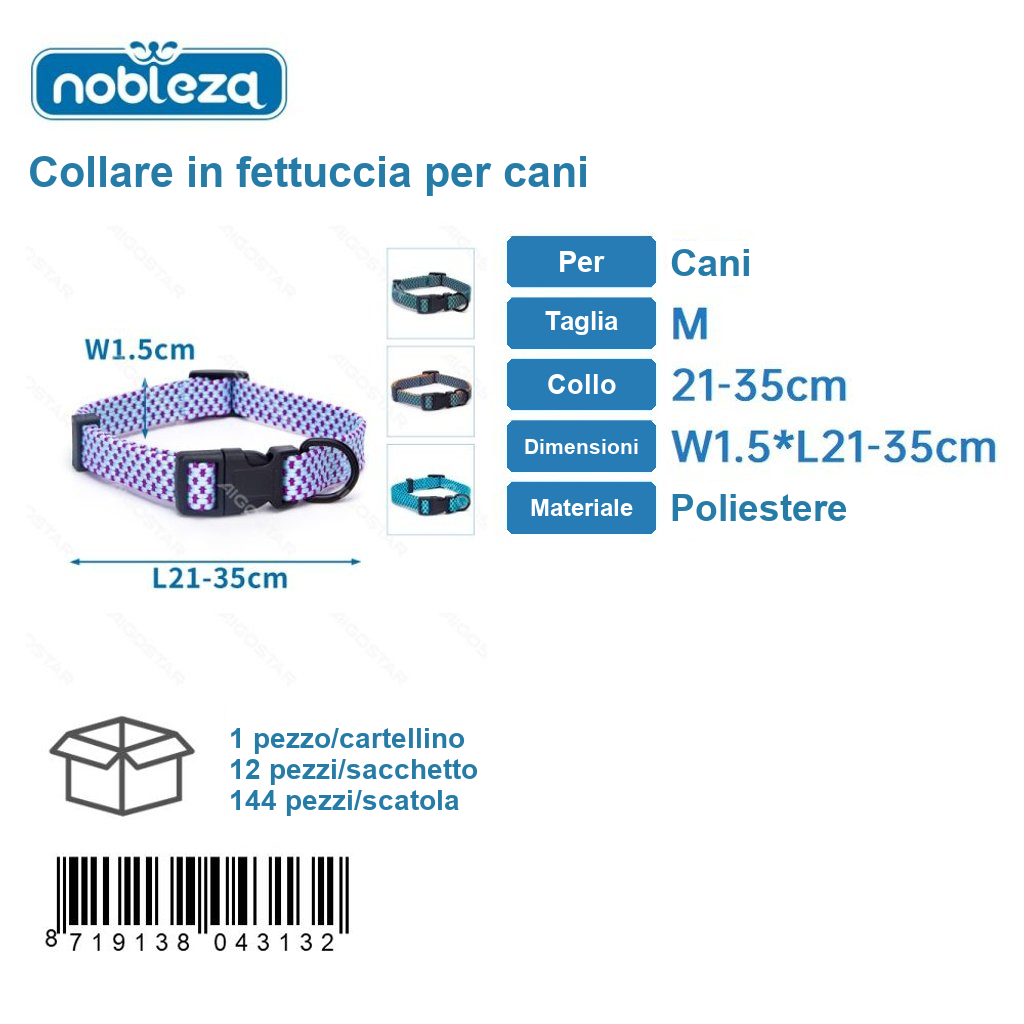 nobleza
Collare in fettuccia per cani
Per Cani
Taglia M
Collo 21-35cm
Dimensioni W1.5*L21-35cm
Materiale Poliestere
W1.5cm
L21-35cm
AIGOSTAR
1 pezzo/cartellino
12 pezzi/sacchetto
144 pezzi/scatola
8 719138 043132